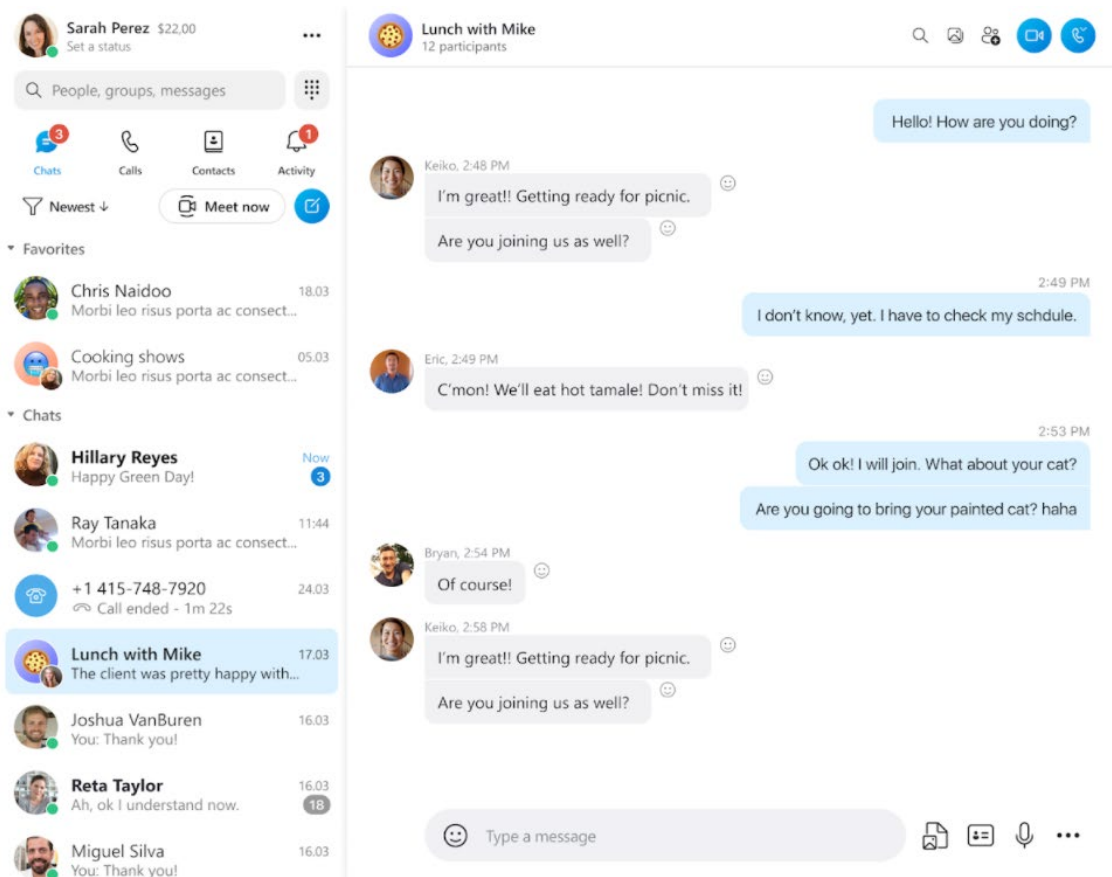 Sarah Perez $22,00
Set a status
People, groups, messages
3
1
Chats
Calls
Contacts
Activity
Newest ↓
Meet now
Favorites
Chris Naidoo 18.03
Morbi leo risus porta ac consect...
Cooking shows 05.03
Morbi leo risus porta ac consect...
Chats
Hillary Reyes Now
Happy Green Day! 3
Ray Tanaka 11:44
Morbi leo risus porta ac consect...
+1 415-748-7920 24.03
Call ended - 1m 22s
Lunch with Mike 17.03
The client was pretty happy with...
Joshua VanBuren 16.03
You: Thank you!
Reta Taylor 16.03
Ah, ok I understand now. 18
Miguel Silva 16.03
You: Thank you!
Lunch with Mike
12 participants
Hello! How are you doing?
Keiko, 2:48 PM
I'm great!! Getting ready for picnic.
Are you joining us as well?
2:49 PM
I don't know, yet. I have to check my schdule.
Eric, 2:49 PM
C'mon! We'll eat hot tamale! Don't miss it!
2:53 PM
Ok ok! I will join. What about your cat?
Are you going to bring your painted cat? haha
Bryan, 2:54 PM
Of course!
Keiko, 2:58 PM
I'm great!! Getting ready for picnic.
Are you joining us as well?
Type a message